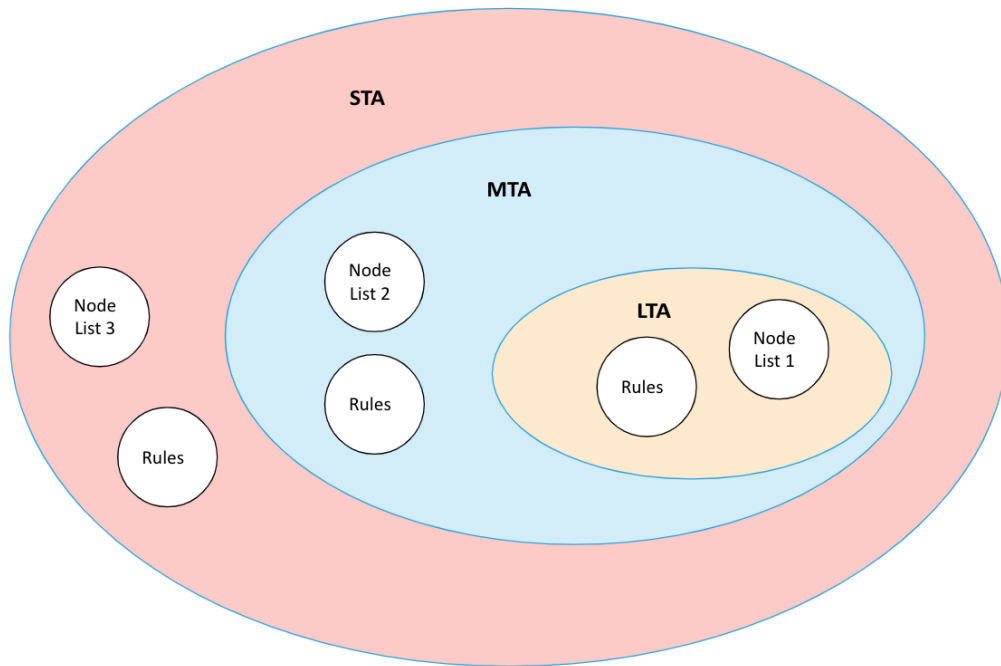 STA
MTA
Node
List 2
LTA
Node
List 3
Node
List 1
Rules
Rules
Rules